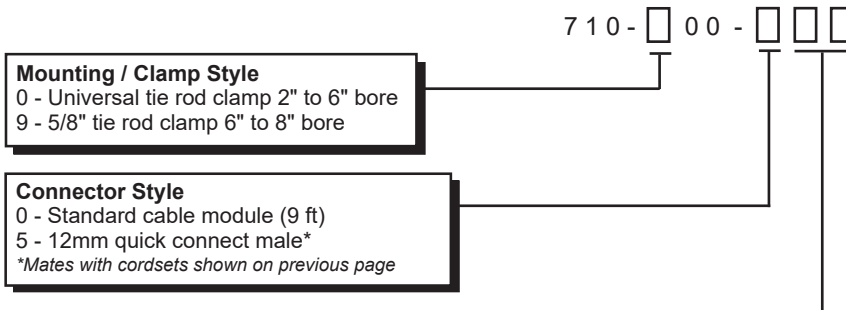 710-☐00-☐☐☐
Mounting / Clamp Style
0 - Universal tie rod clamp 2" to 6" bore
9 - 5/8" tie rod clamp 6" to 8" bore
Connector Style
0 - Standard cable module (9 ft)
5 - 12mm quick connect male*
*Mates with cordsets shown on previous page